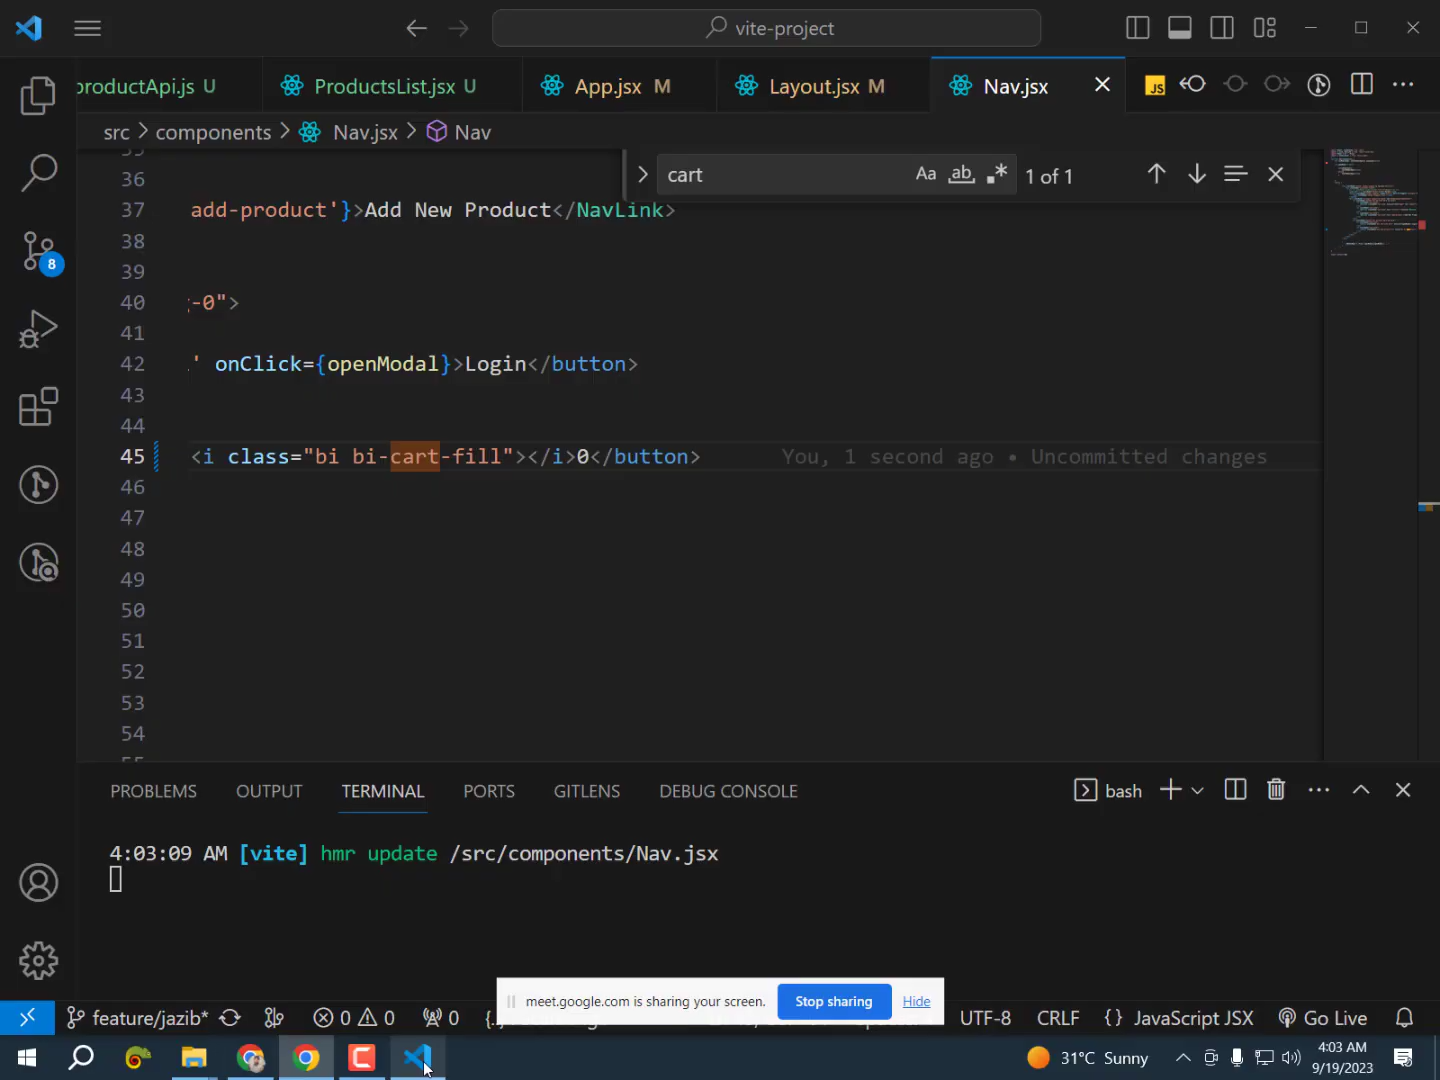 vite-project
productApi.js U
ProductsList.jsx U
App.jsx M
Layout.jsx M
Nav.jsx
JS
src > components > Nav.jsx > Nav
cart
Aa ab
1 of 1
36
37 add-product'}>Add New Product</NavLink>
38
39
40 -0">
41
42 ' onClick={openModal}>Login</button>
43
44
45 <i class="bi bi-cart-fill"></i>0</button> You, 1 second ago • Uncommitted changes
46
47
48
49
50
51
52
53
54
8
PROBLEMS
OUTPUT
TERMINAL
PORTS
GITLENS
DEBUG CONSOLE
bash
4:03:09 AM [vite] hmr update /src/components/Nav.jsx
meet.google.com is sharing your screen.
Stop sharing
Hide
feature/jazib*
0 0
0
UTF-8
CRLF
{ } JavaScript JSX
Go Live
31°C Sunny
4:03 AM
9/19/2023